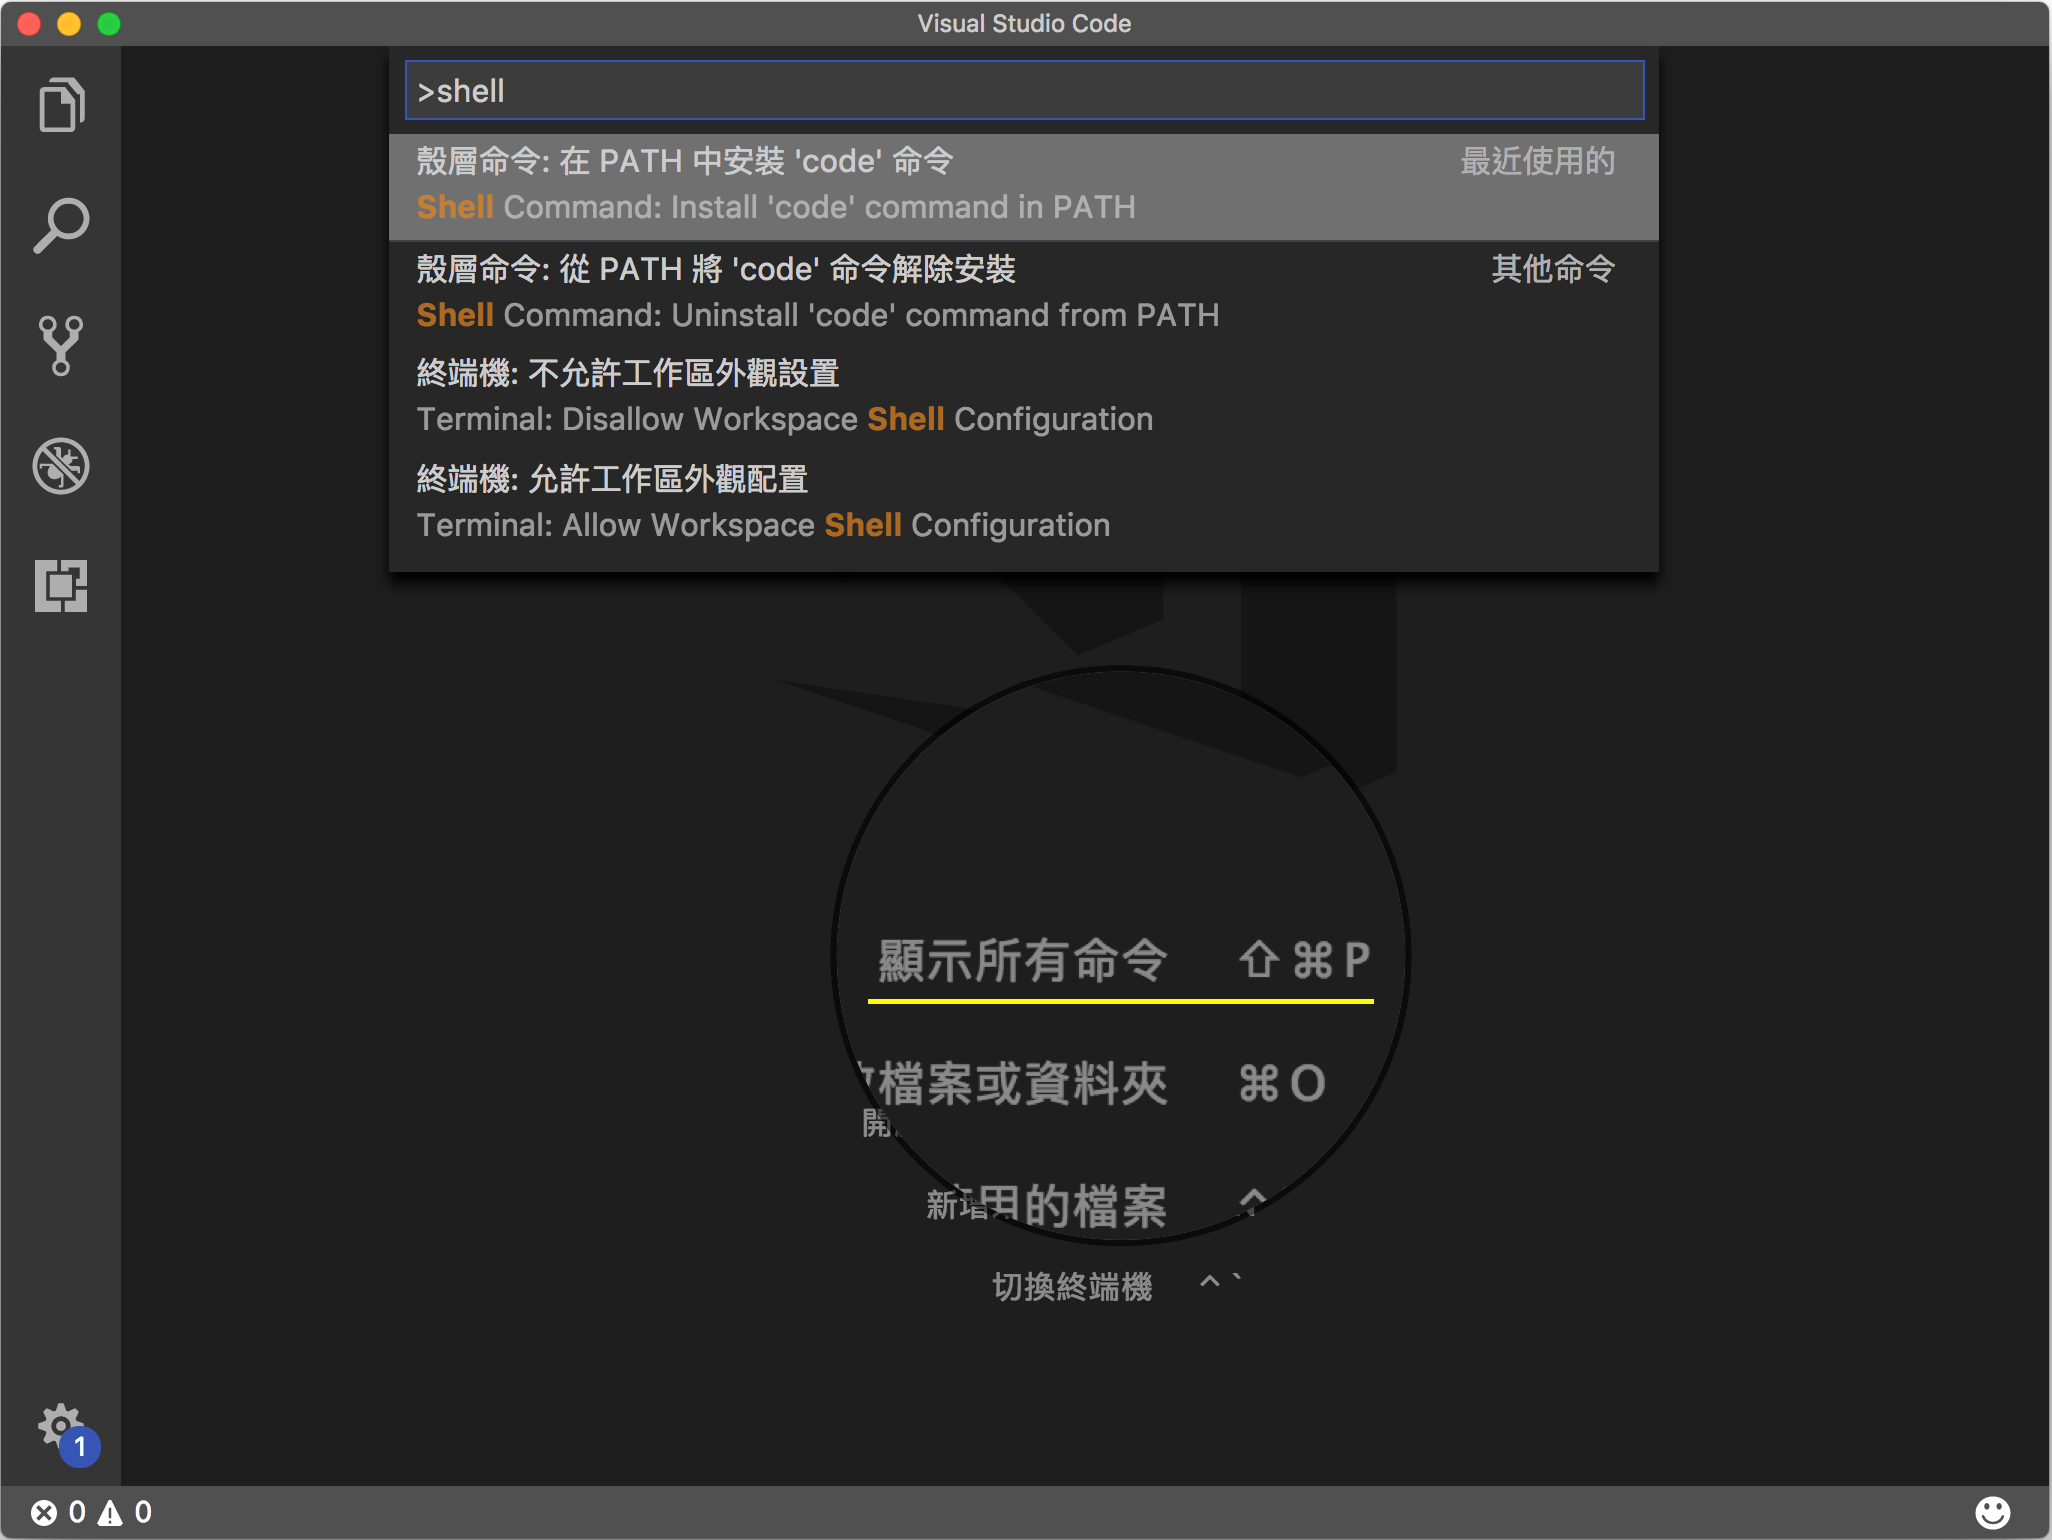 Visual Studio Code
>shell
殼層命令: 在 PATH 中安裝 'code' 命令 最近使用的
Shell Command: Install 'code' command in PATH
殼層命令: 從 PATH 將 'code' 命令解除安裝 其他命令
Shell Command: Uninstall 'code' command from PATH
終端機: 不允許工作區外觀設置
Terminal: Disallow Workspace Shell Configuration
終端機: 允許工作區外觀配置
Terminal: Allow Workspace Shell Configuration
顯示所有命令 ⇧⌘P
檔案或資料夾 ⌘O
開
用的檔案
新增
切換終端機 ^`
1
0 0